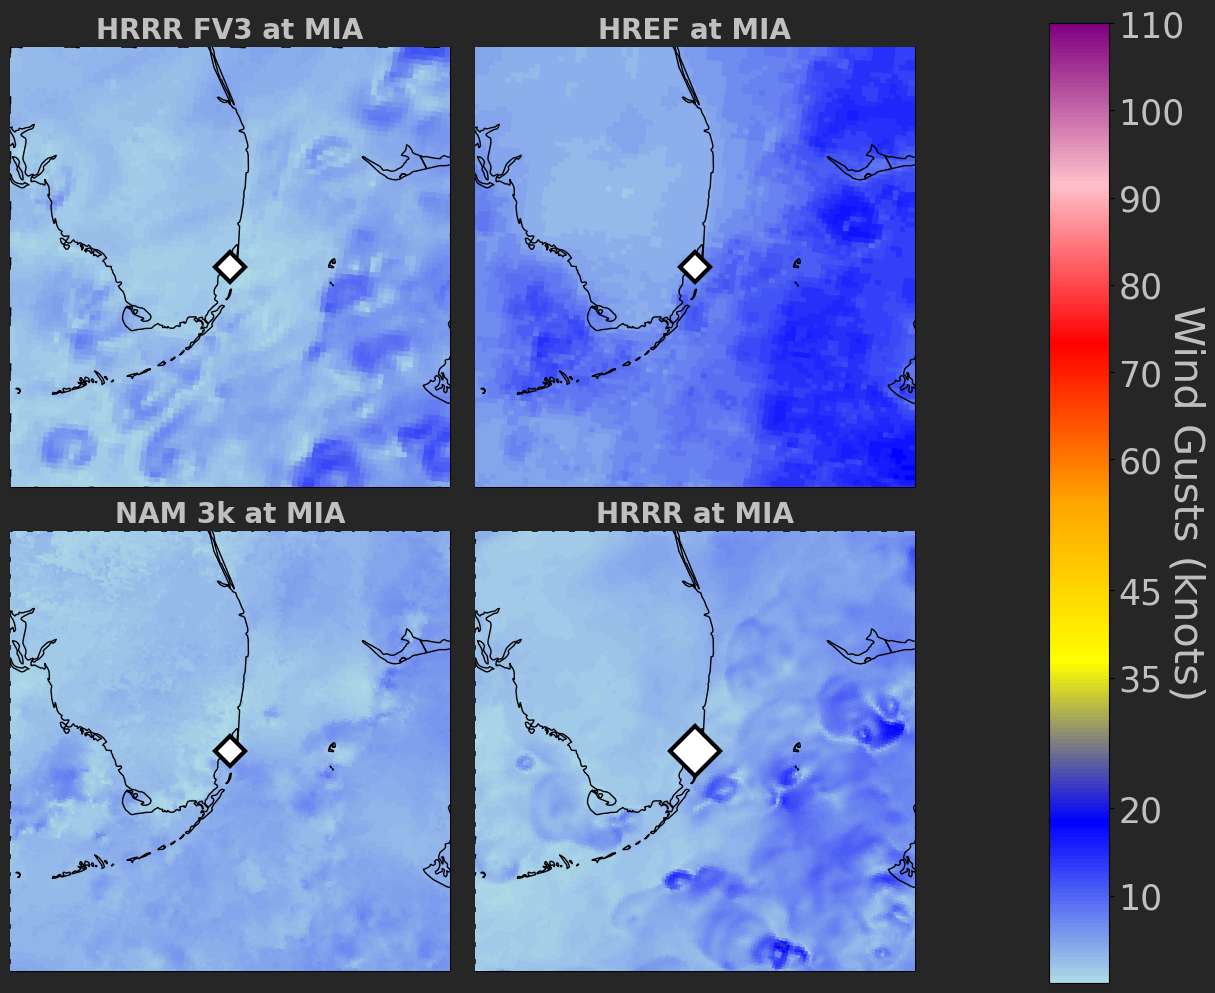 HRRR FV3 at MIA
HREF at MIA
NAM 3k at MIA
HRRR at MIA
110
100
90
80
70
60
45
35
20
10
Wind Gusts (knots)